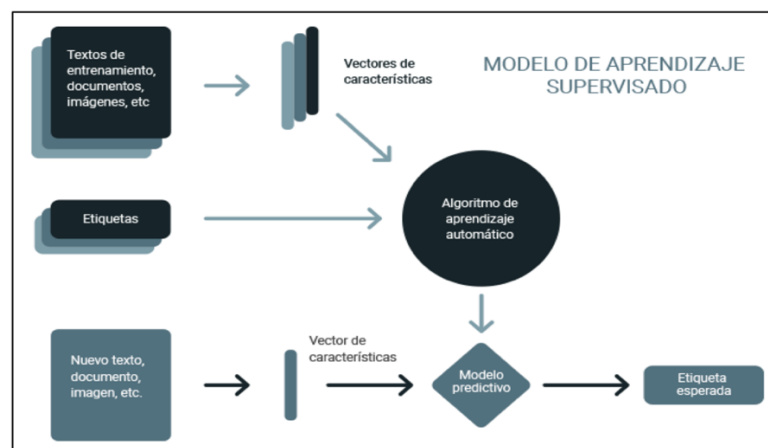 Textos de
entrenamiento,
documentos,
imágenes, etc
Vectores de
características
MODELO DE APRENDIZAJE
SUPERVISADO
Etiquetas
Algoritmo de
aprendizaje
automático
Nuevo texto,
documento,
imagen, etc.
Vector de
características
Modelo
predictivo
Etiqueta
esperada